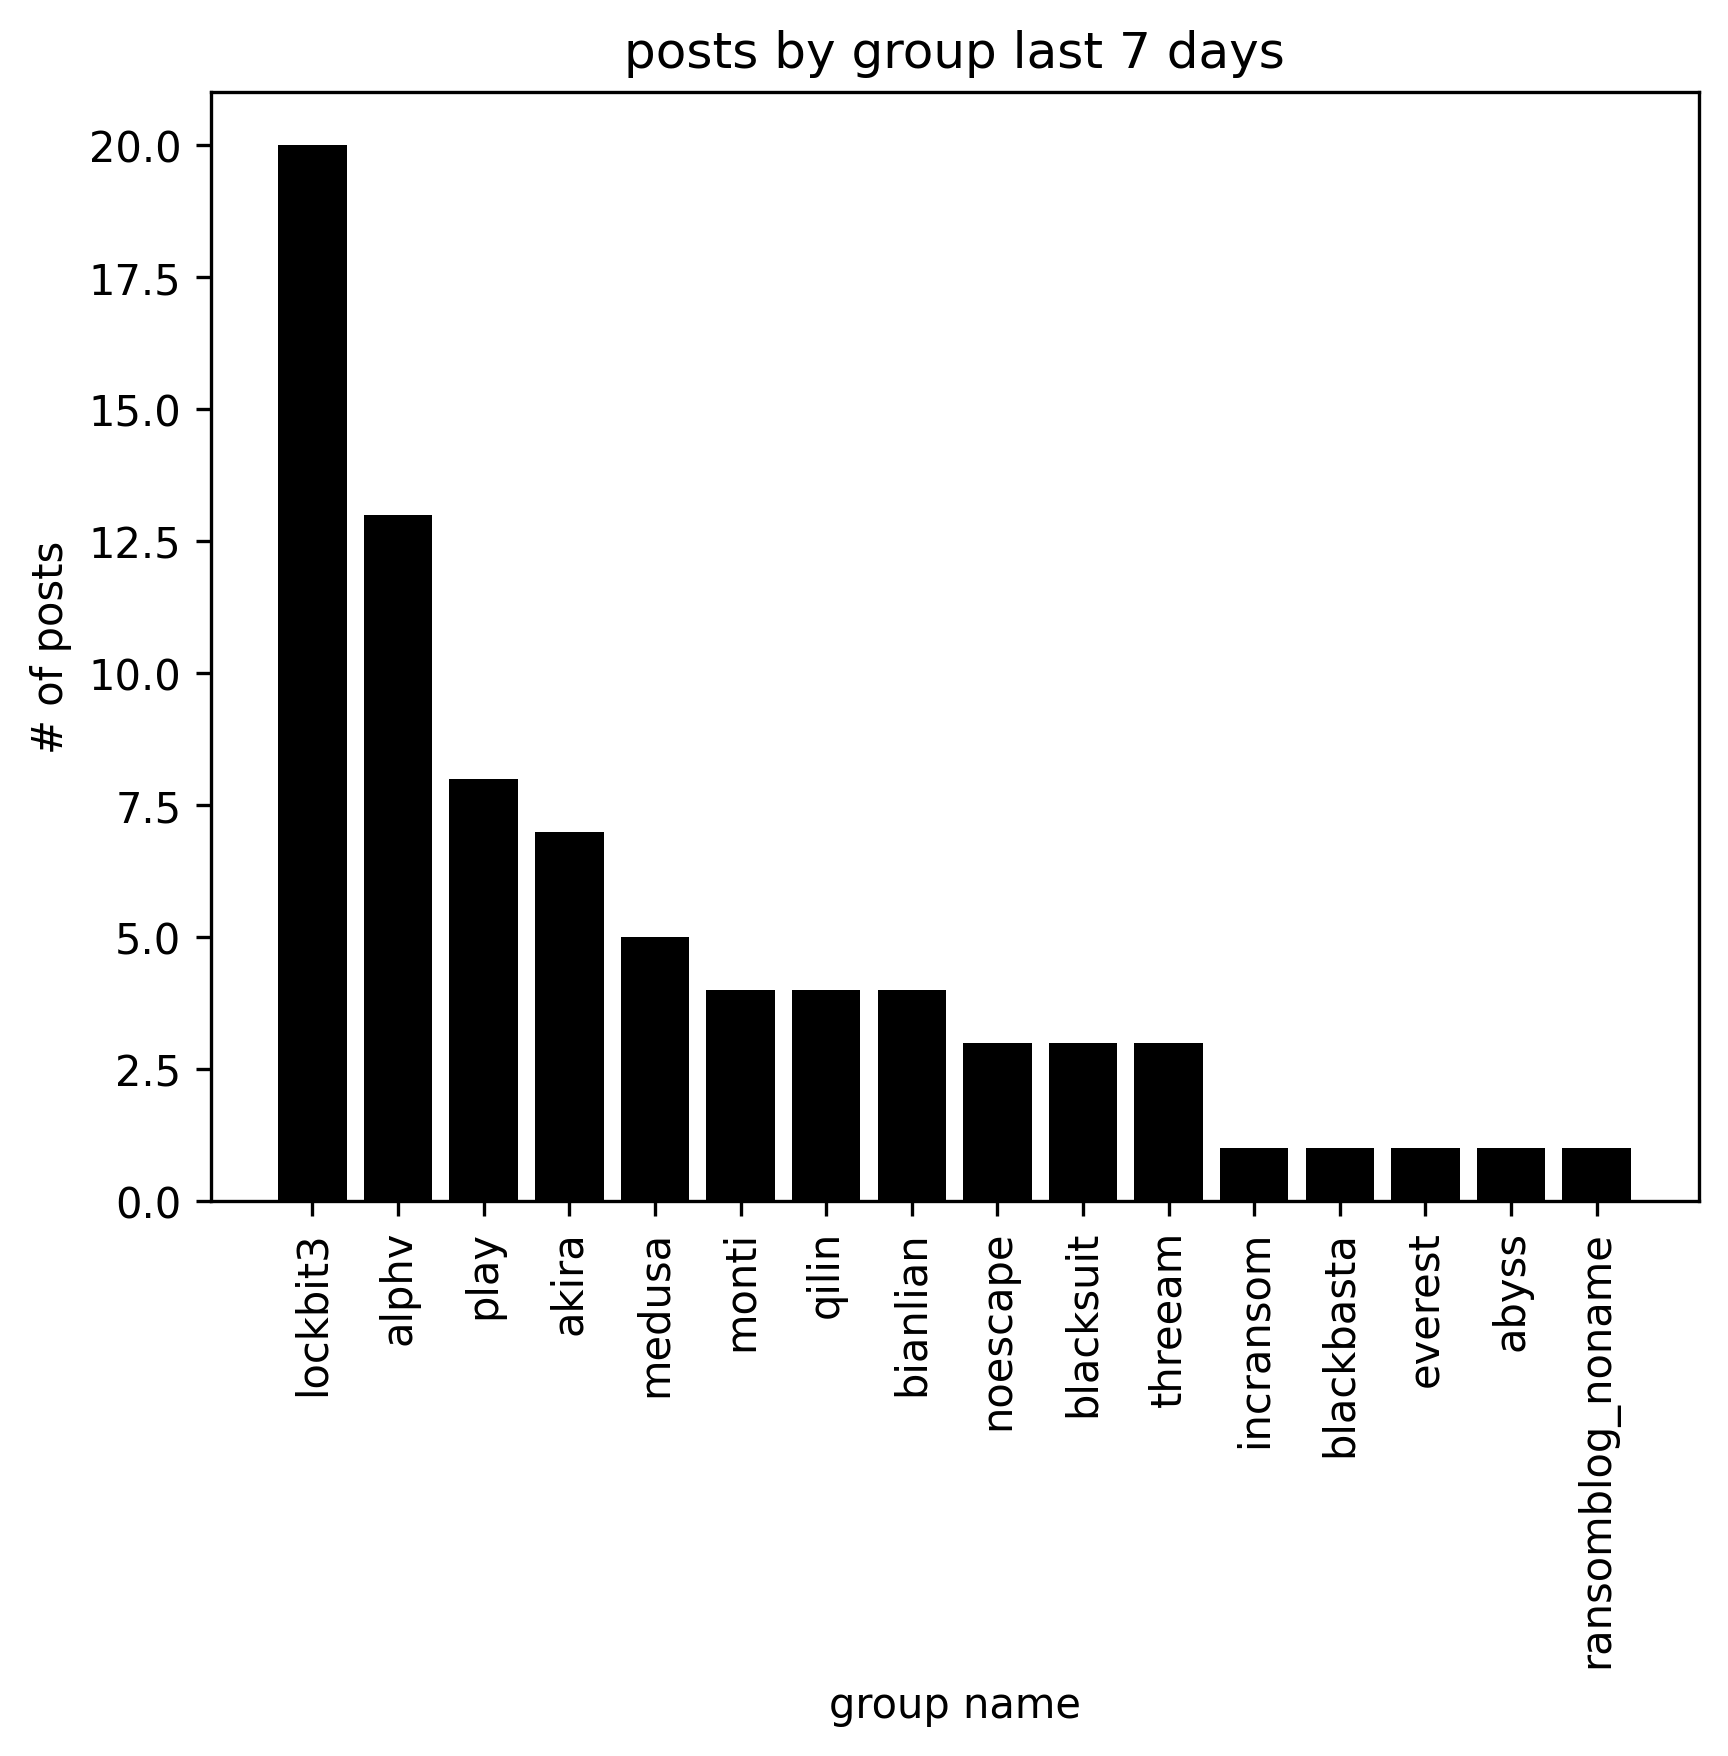 posts by group last 7 days
# of posts
20.0
17.5
15.0
12.5
10.0
7.5
5.0
2.5
0.0
lockbit3
alphv
play
akira
medusa
monti
qilin
bianlian
noescape
blacksuit
threeam
incransom
blackbasta
everest
abyss
ransomblog_noname
group name